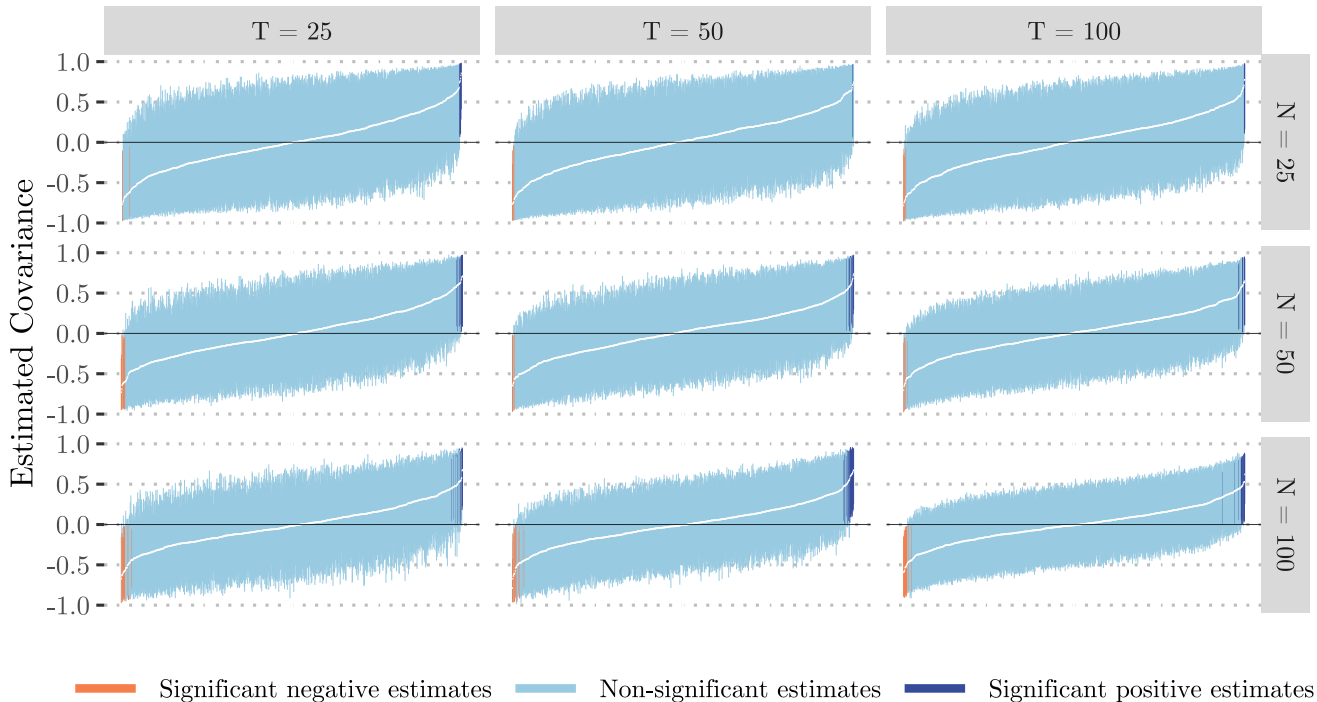 T = 25
T = 50
T = 100
Estimated Covariance
1.0
0.5
0.0
-0.5
-1.0
N = 25
1.0
0.5
0.0
-0.5
-1.0
N = 50
1.0
0.5
0.0
-0.5
-1.0
N = 100
Significant negative estimates
Non-significant estimates
Significant positive estimates